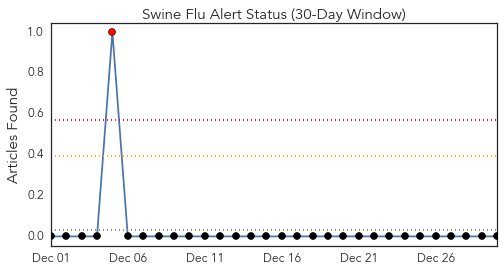 Swine Flu Alert Status (30-Day Window)
Articles Found
1.0
0.8
0.6
0.4
0.2
0.0
Dec 01 Dec 06 Dec 11 Dec 16 Dec 21 Dec 26